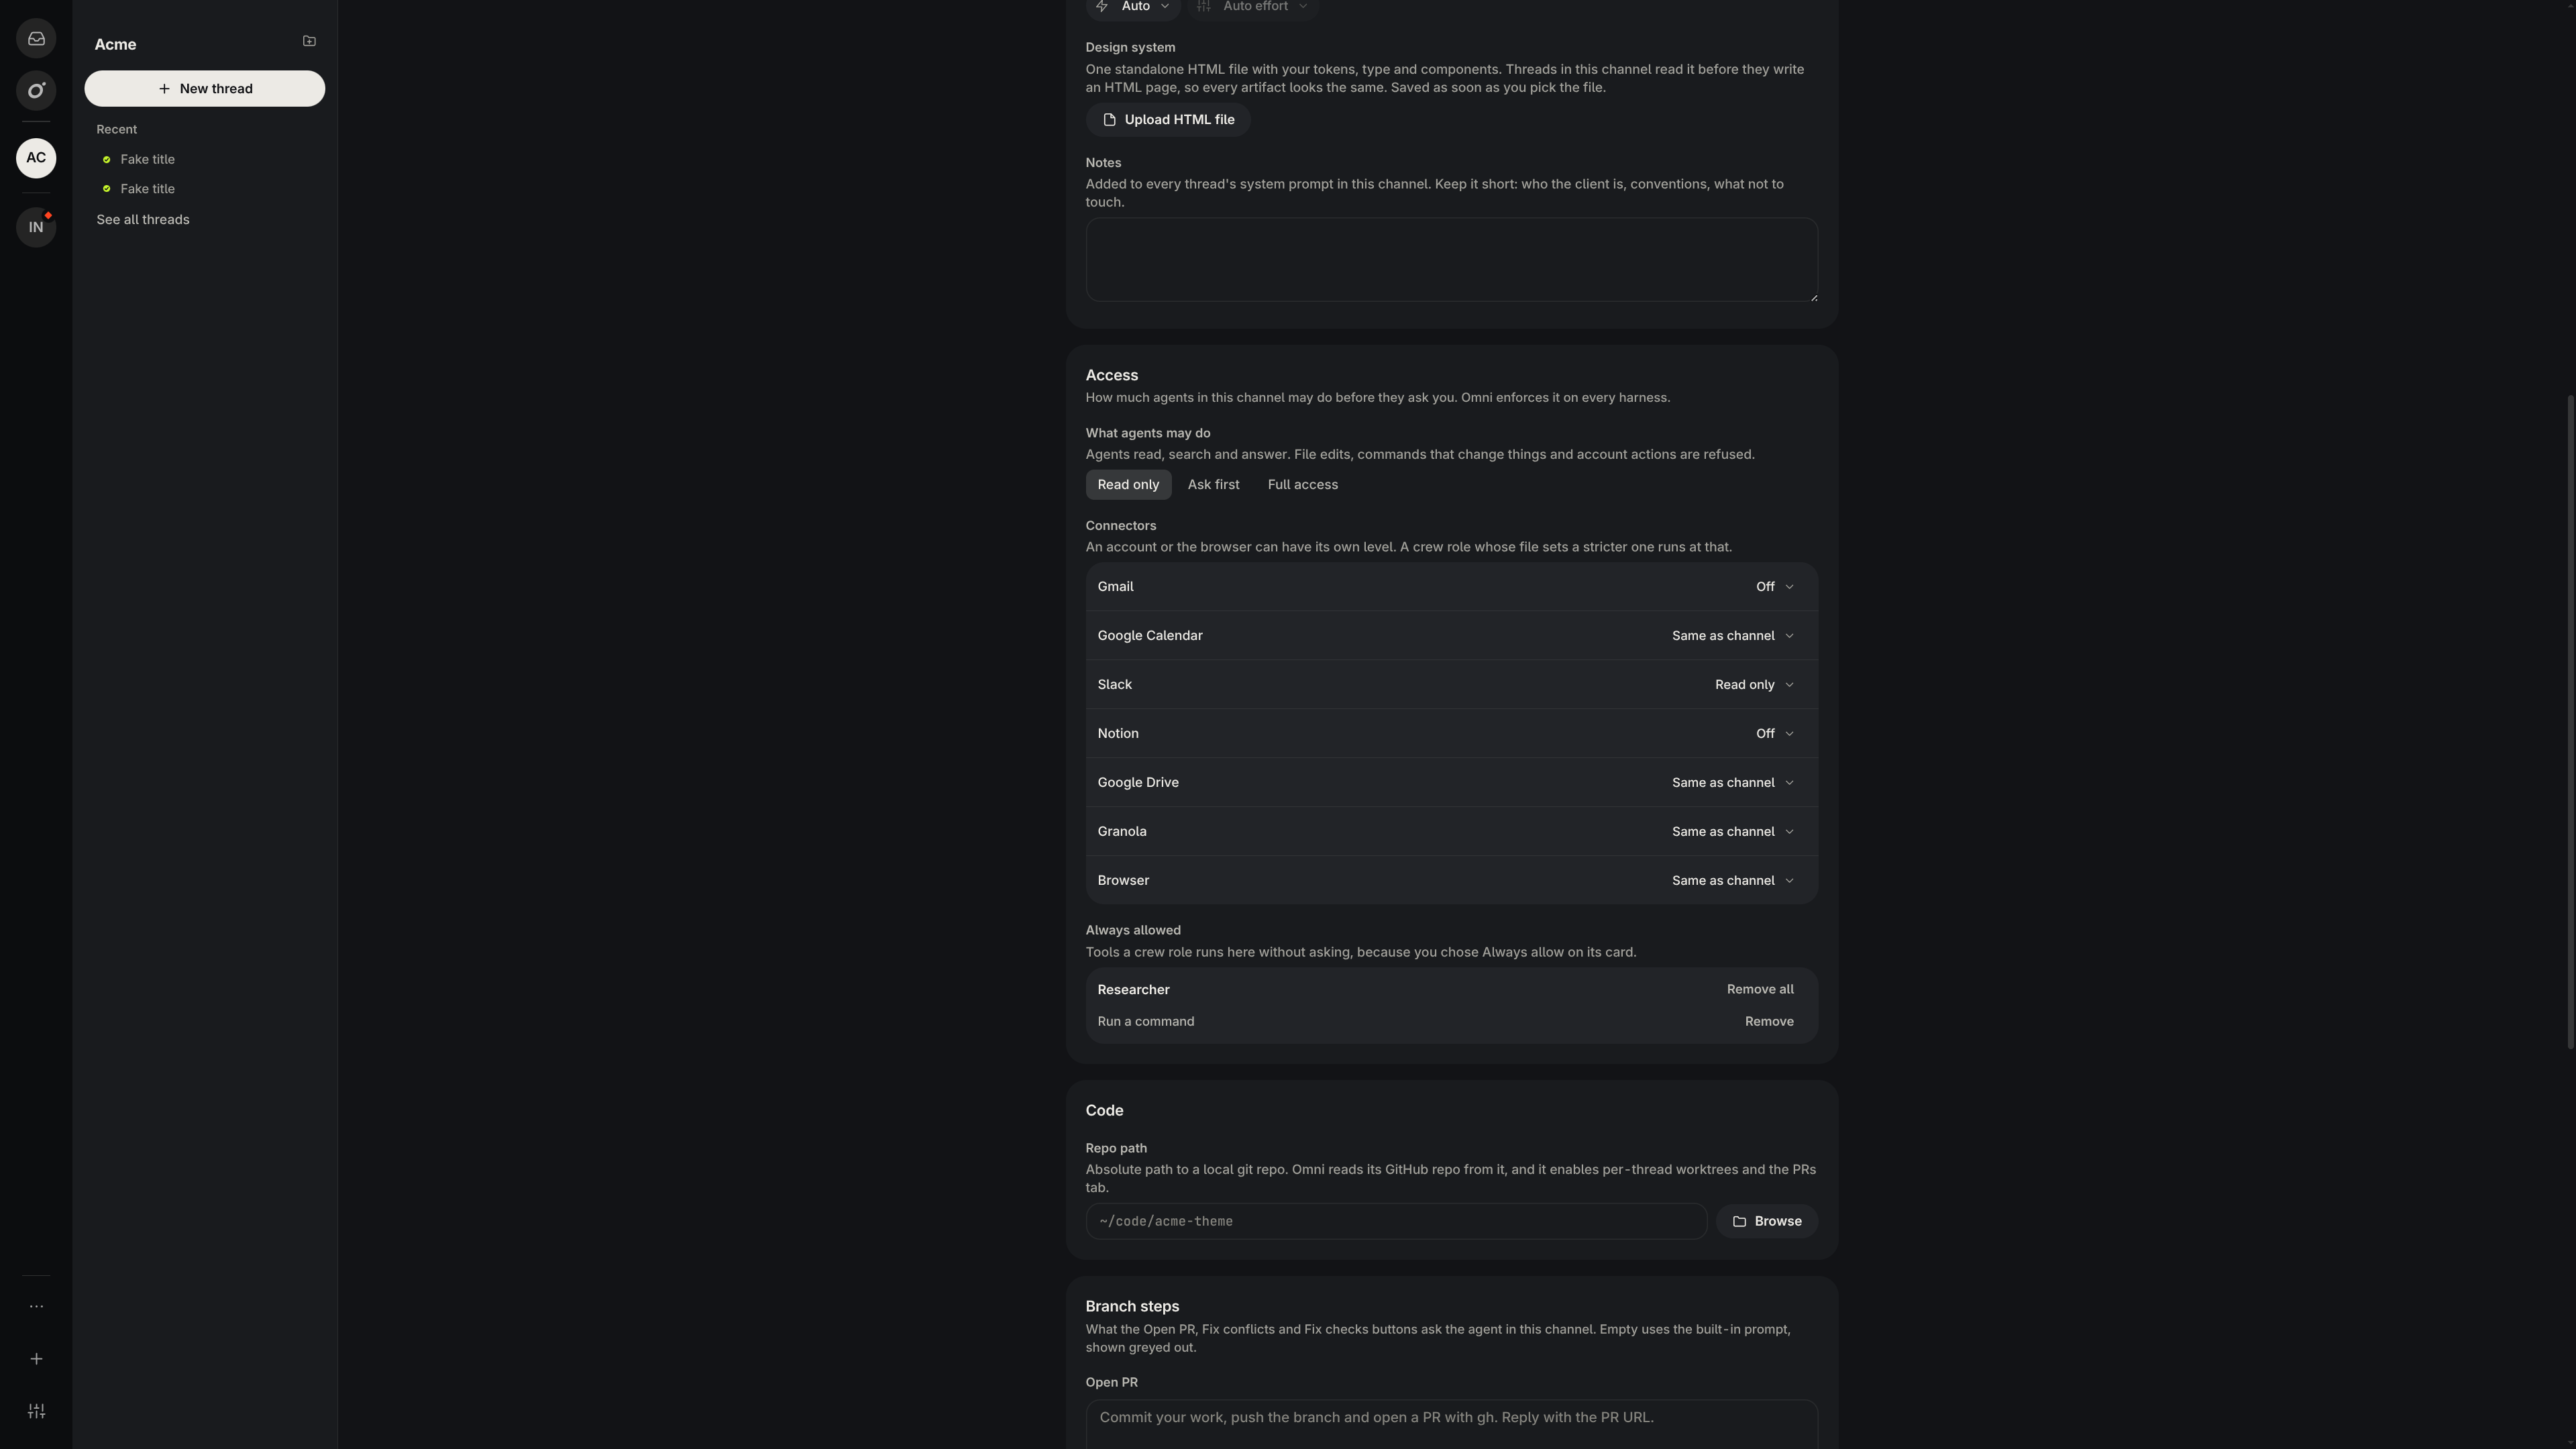 Acme
New thread
Recent
AC
Fake title
Fake title
See all threads
IN
Auto
Auto effort
Design system
One standalone HTML file with your tokens, type and components. Threads in this channel read it before they write
an HTML page, so every artifact looks the same. Saved as soon as you pick the file.
Upload HTML file
Notes
Added to every thread's system prompt in this channel. Keep it short: who the client is, conventions, what not to
touch.
Access
How much agents in this channel may do before they ask you. Omni enforces it on every harness.
What agents may do
Agents read, search and answer. File edits, commands that change things and account actions are refused.
Read only Ask first Full access
Connectors
An account or the browser can have its own level. A crew role whose file sets a stricter one runs at that.
Gmail Off
Google Calendar Same as channel
Slack Read only
Notion Off
Google Drive Same as channel
Granola Same as channel
Browser Same as channel
Always allowed
Tools a crew role runs here without asking, because you chose Always allow on its card.
Researcher Remove all
Run a command Remove
Code
Repo path
Absolute path to a local git repo. Omni reads its GitHub repo from it, and it enables per-thread worktrees and the PRs
tab.
~/code/acme-theme Browse
Branch steps
What the Open PR, Fix conflicts and Fix checks buttons ask the agent in this channel. Empty uses the built-in prompt,
shown greyed out.
Open PR
Commit your work, push the branch and open a PR with gh. Reply with the PR URL.